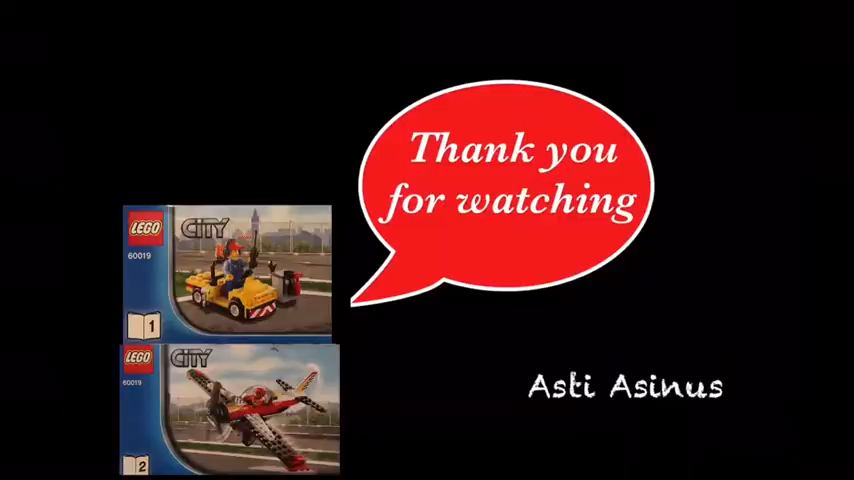 Thank you
for watching
LEGO
CITY
60019
1
LEGO
CITY
60019
2
Asti Asinus